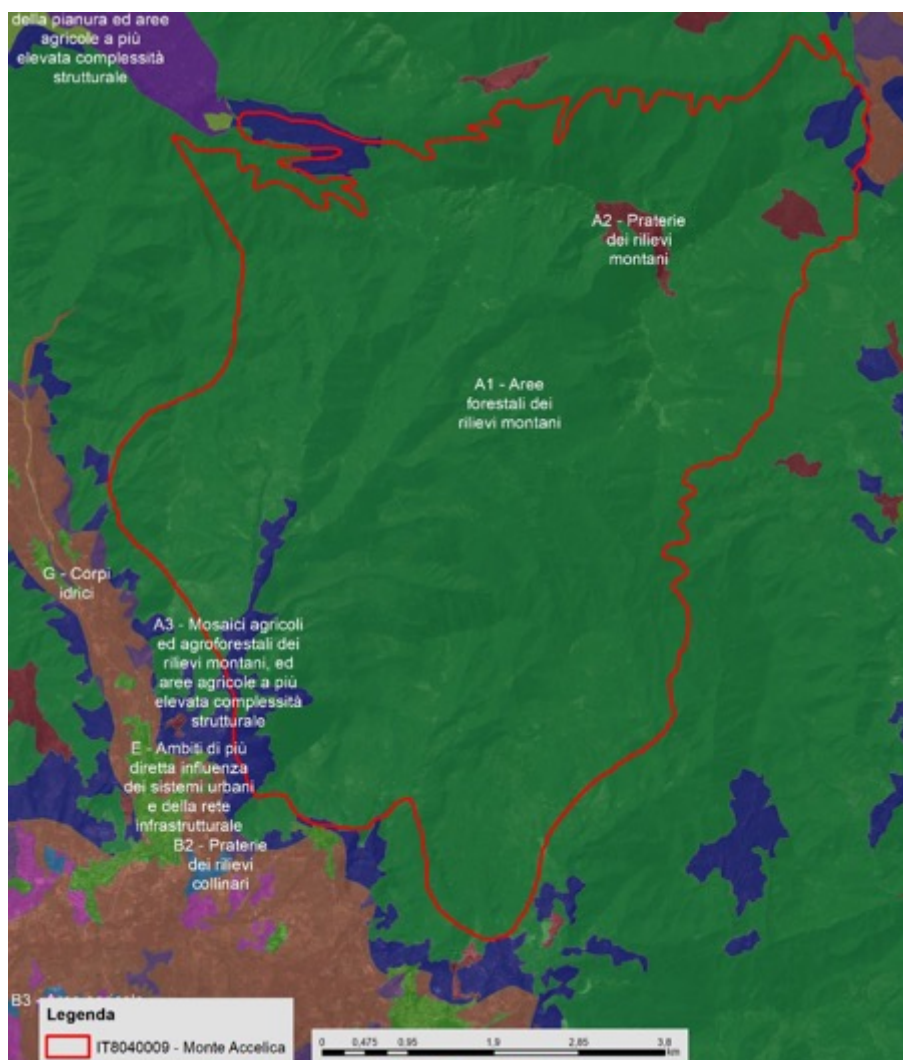 della pianura ed aree
agricole a più
elevata complessità
strutturale
A2 - Praterie
dei rilievi
montani
A1 - Aree
forestali dei
rilievi montani
G - Corpi
idrici
A3 - Mosaici agricoli
ed agroforestali dei
rilievi montani, ed
aree agricole a più
elevata complessità
strutturale
E - Ambiti di più
diretta influenza
dei sistemi urbani
e della rete
infrastrutturale
B2 - Praterie
dei rilievi
collinari
B3 -
Legenda
IT8040009 - Monte Accelica
0 0,475 0,95 1,9 2,85 3,8
km